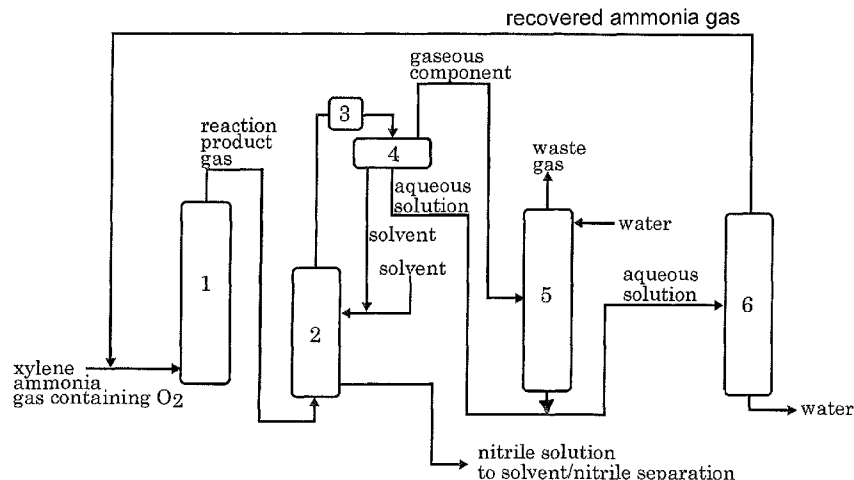 recovered ammonia gas
gaseous
component
3
reaction
product
gas
4
waste
gas
aqueous
solution
water
solvent
solvent
aqueous
solution
1
2
5
6
xylene
ammonia
gas containing O2
water
nitrile solution
to solvent/nitrile separation